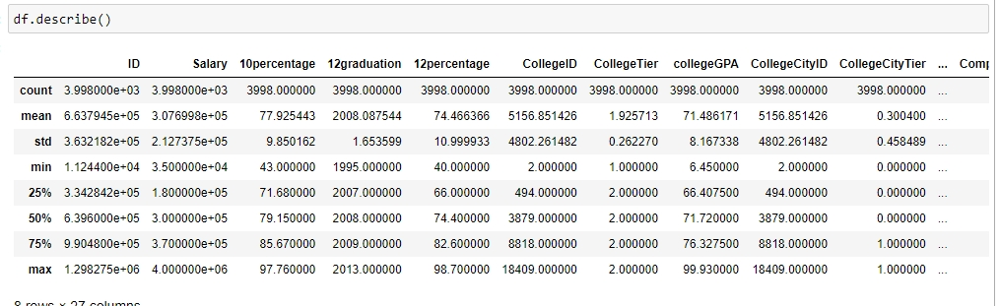 df.describe()
ID Salary 10percentage 12graduation 12percentage CollegeID CollegeTier collegeGPA CollegeCityID CollegeCityTier ... Comp
count 3.998000e+03 3.998000e+03 3998.000000 3998.000000 3998.000000 3998.000000 3998.000000 3998.000000 3998.000000 3998.000000 ...
mean 6.637945e+05 3.076998e+05 77.925443 2008.087544 74.466366 5156.851426 1.925713 71.486171 5156.851426 0.300400 ...
std 3.632182e+05 2.127375e+05 9.850162 1.653599 10.999933 4802.261482 0.262270 8.167338 4802.261482 0.458489 ...
min 1.124400e+04 3.500000e+04 43.000000 1995.000000 40.000000 2.000000 1.000000 6.450000 2.000000 0.000000 ...
25% 3.342842e+05 1.800000e+05 71.680000 2007.000000 66.000000 494.000000 2.000000 66.407500 494.000000 0.000000 ...
50% 6.396000e+05 3.000000e+05 79.150000 2008.000000 74.400000 3879.000000 2.000000 71.720000 3879.000000 0.000000 ...
75% 9.904800e+05 3.700000e+05 85.670000 2009.000000 82.600000 8818.000000 2.000000 76.327500 8818.000000 1.000000 ...
max 1.298275e+06 4.000000e+06 97.760000 2013.000000 98.700000 18409.000000 2.000000 99.930000 18409.000000 1.000000 ...
8 rows × 27 columns